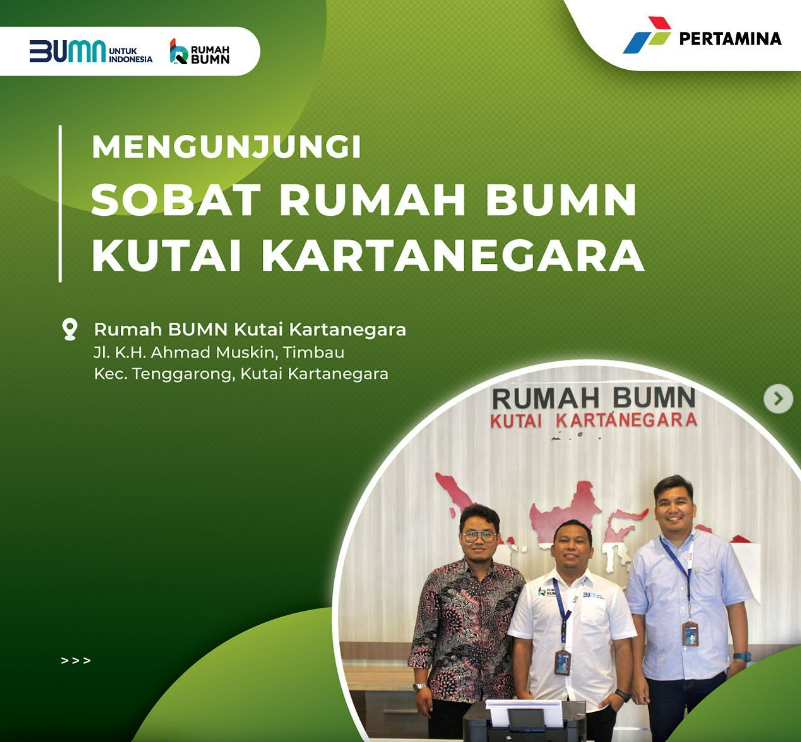 BUMN UNTUK
INDONESIA
RUMAH
BUMN
PERTAMINA
MENGUNJUNGI
SOBAT RUMAH BUMN
KUTAI KARTANEGARA
Rumah BUMN Kutai Kartanegara
Jl. K.H. Ahmad Muskin, Timbau
Kec. Tenggarong, Kutai Kartanegara
RUMAH BUMN
KUTAI KARTANEGARA
>>>